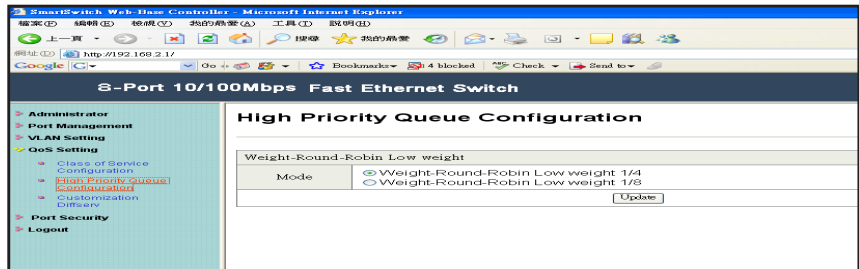 SmartSwitch Web-Base Controller - Microsoft Internet Explorer
檔案(F) 編輯(E) 檢視(V) 我的最愛(A) 工具(T) 說明(H)
上一頁 搜尋 我的最愛
網址(D) http://192.168.2.1/
Google Go Bookmarks 4 blocked Check Send to
8-Port 10/100Mbps Fast Ethernet Switch
Administrator
Port Management
VLAN Setting
QoS Setting
Class of Service
Configuration
High Priority Queue
Configuration
Customization
Diffserv
Port Security
Logout
High Priority Queue Configuration
Weight-Round-Robin Low weight
Mode
Weight-Round-Robin Low weight 1/4
Weight-Round-Robin Low weight 1/8
Update